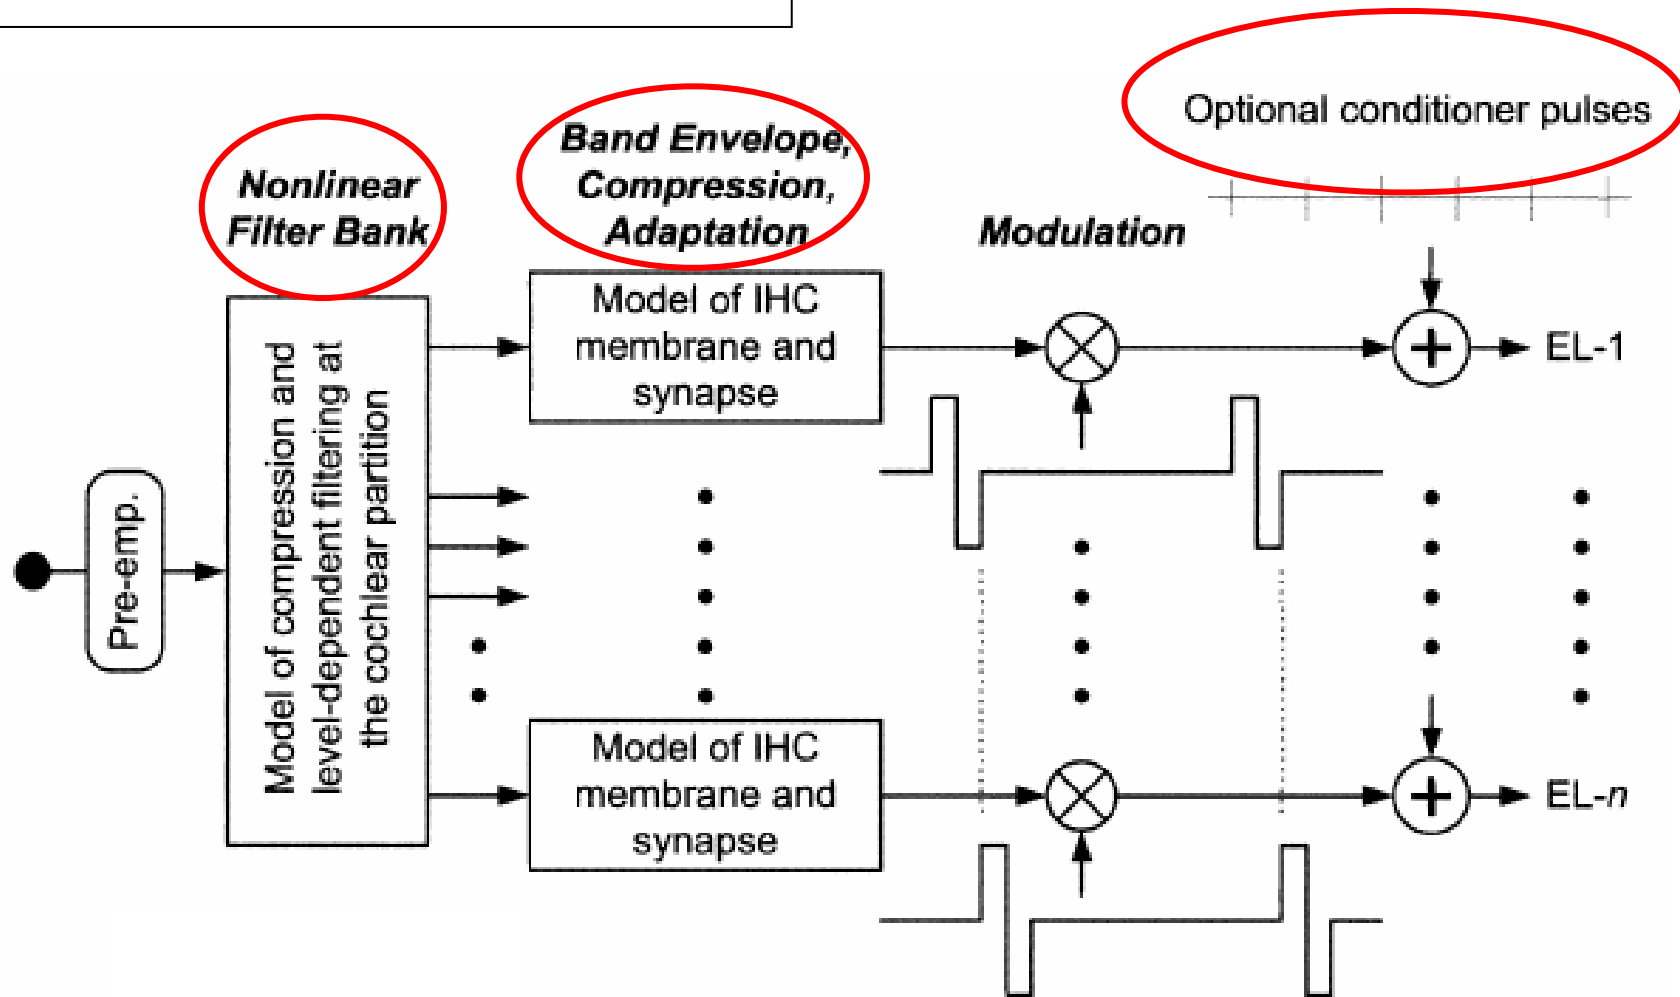 Optional conditioner pulses
Band Envelope,
Compression,
Adaptation
Nonlinear
Filter Bank
Modulation
Model of IHC
membrane and
synapse
EL-1
Pre-emp.
Model of compression and
level-dependent filtering at
the cochlear partition
Model of IHC
membrane and
synapse
EL-n